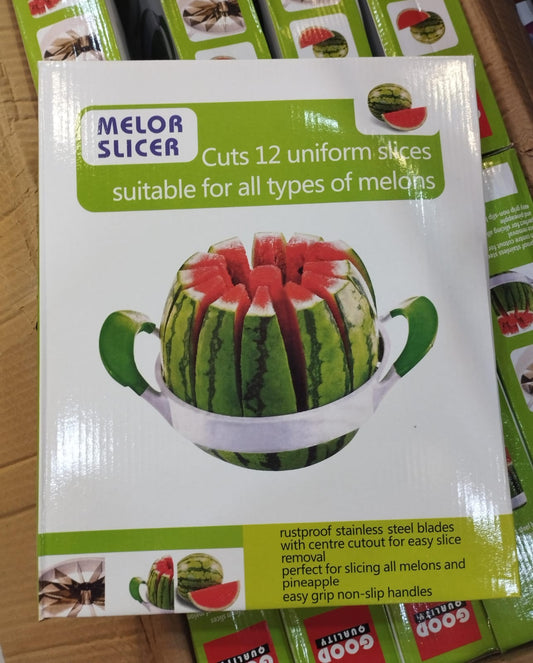 MELOR
SLICER
Cuts 12 uniform slices
suitable for all types of melons
rustproof stainless steel blades
with centre cutout for easy slice
removal
perfect for slicing all melons and
pineapple
easy grip non-slip handles
GOOD
QUALITY
GOOD
QUALITY